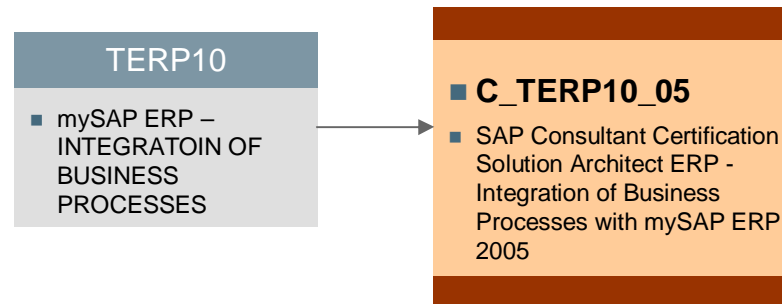 TERP10
mySAP ERP –
INTEGRATOIN OF
BUSINESS
PROCESSES
C_TERP10_05
SAP Consultant Certification
Solution Architect ERP -
Integration of Business
Processes with mySAP ERP
2005